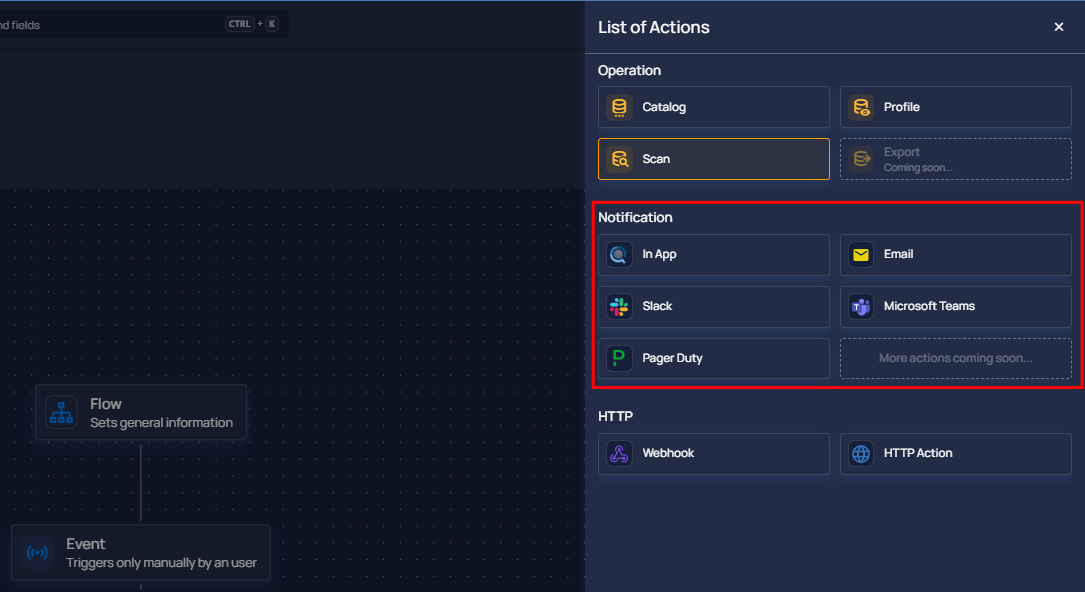 nd fields
CTRL + K
List of Actions
Operation
Catalog
Profile
Scan
Export
Coming soon...
Notification
In App
Email
Slack
Microsoft Teams
Pager Duty
More actions coming soon...
HTTP
Webhook
HTTP Action
Flow
Sets general information
Event
Triggers only manually by an user